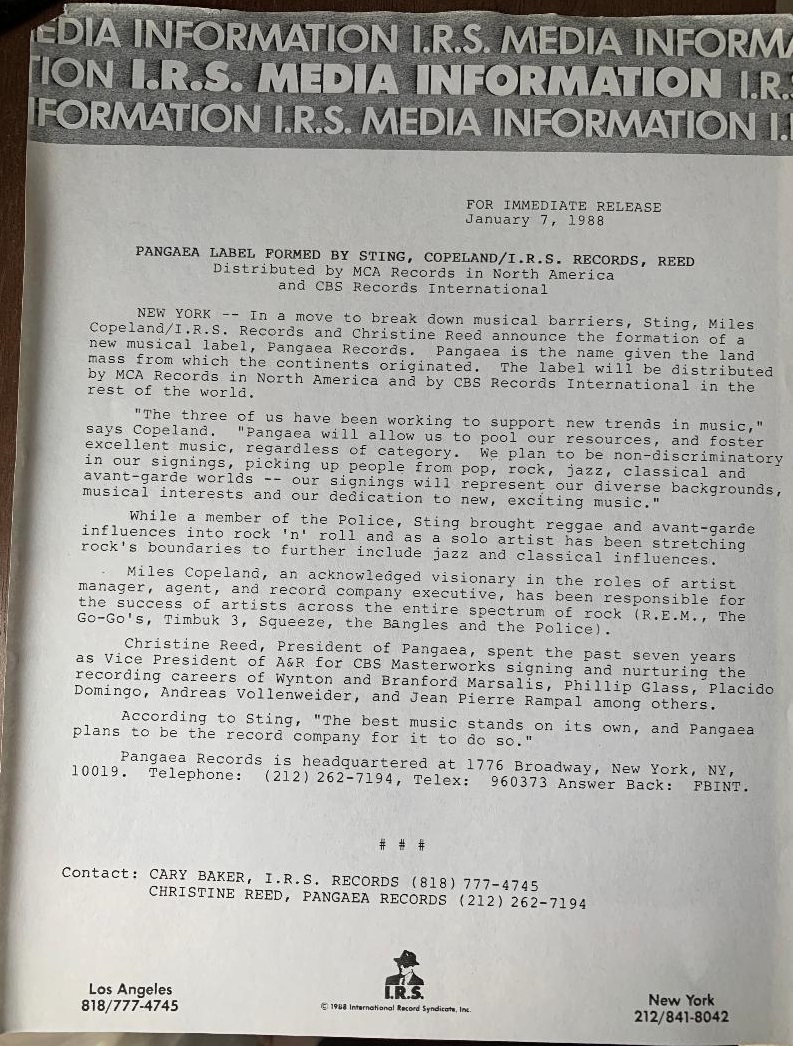 EDIA INFORMATION I.R.S. MEDIA INFORMA
TION I.R.S. MEDIA INFORMATION I.R.S
FORMATION I.R.S. MEDIA INFORMATION I.
FOR IMMEDIATE RELEASE
January 7, 1988
PANGAEA LABEL FORMED BY STING, COPELAND/I.R.S. RECORDS, REED
Distributed by MCA Records in North America
and CBS Records International
NEW YORK -- In a move to break down musical barriers, Sting, Miles
Copeland/I.R.S. Records and Christine Reed announce the formation of a
new musical label, Pangaea Records. Pangaea is the name given the land
mass from which the continents originated. The label will be distributed
by MCA Records in North America and by CBS Records International in the
rest of the world.
"The three of us have been working to support new trends in music,"
says Copeland. "Pangaea will allow us to pool our resources, and foster
excellent music, regardless of category. We plan to be non-discriminatory
in our signings, picking up people from pop, rock, jazz, classical and
avant-garde worlds -- our signings will represent our diverse backgrounds,
musical interests and our dedication to new, exciting music."
While a member of the Police, Sting brought reggae and avant-garde
influences into rock 'n' roll and as a solo artist has been stretching
rock's boundaries to further include jazz and classical influences.
Miles Copeland, an acknowledged visionary in the roles of artist
manager, agent, and record company executive, has been responsible for
the success of artists across the entire spectrum of rock (R.E.M., The
Go-Go's, Timbuk 3, Squeeze, the Bangles and the Police).
Christine Reed, President of Pangaea, spent the past seven years
as Vice President of A&R for CBS Masterworks signing and nurturing the
recording careers of Wynton and Branford Marsalis, Phillip Glass, Placido
Domingo, Andreas Vollenweider, and Jean Pierre Rampal among others.
According to Sting, "The best music stands on its own, and Pangaea
plans to be the record company for it to do so."
Pangaea Records is headquartered at 1776 Broadway, New York, NY,
10019. Telephone: (212) 262-7194, Telex: 960373 Answer Back: FBINT.
# # #
Contact: CARY BAKER, I.R.S. RECORDS (818) 777-4745
CHRISTINE REED, PANGAEA RECORDS (212) 262-7194
I.R.S.
© 1988 International Record Syndicate, Inc.
Los Angeles
818/777-4745
New York
212/841-8042